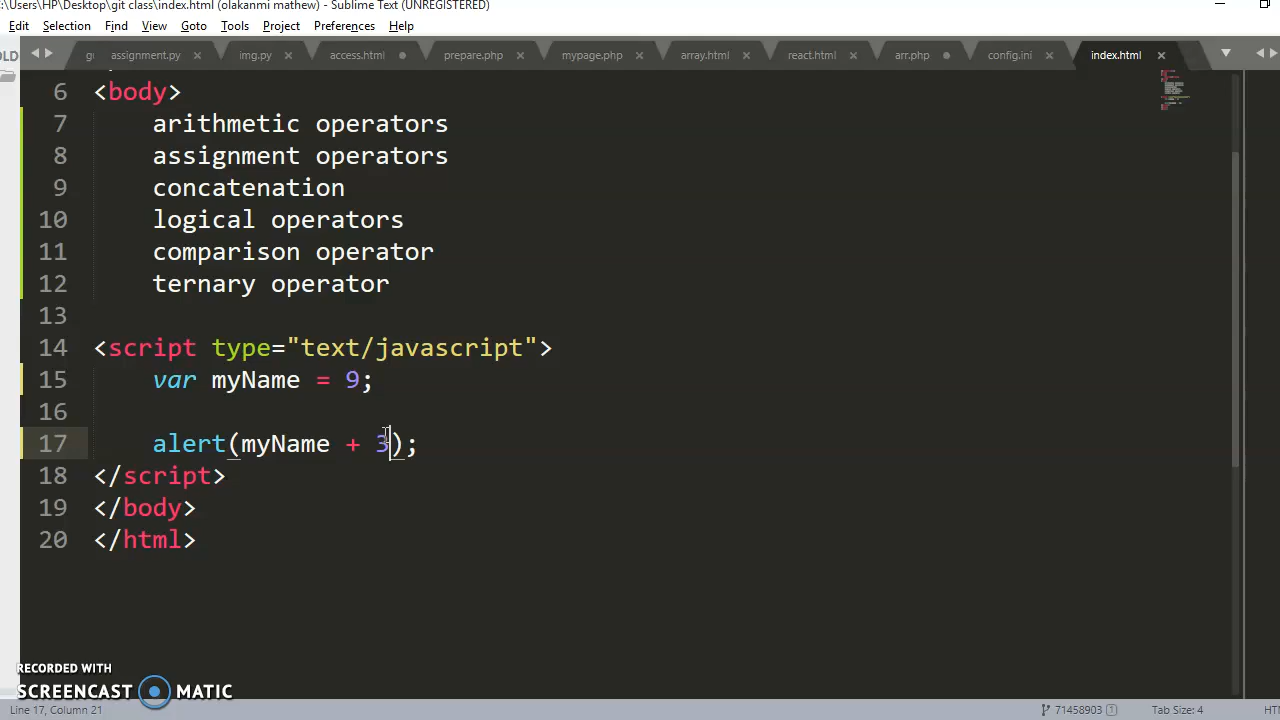 :\Users\HP\Desktop\git class\index.html (olakanmi mathew) - Sublime Text (UNREGISTERED)
Edit Selection Find View Goto Tools Project Preferences Help
assignment.py img.py access.html prepare.php mypage.php array.html react.html arr.php config.ini index.html
6 <body>
7 arithmetic operators
8 assignment operators
9 concatenation
10 logical operators
11 comparison operator
12 ternary operator
13
14 <script type="text/javascript">
15 var myName = 9;
16
17 alert(myName + 3);
18 </script>
19 </body>
20 </html>
RECORDED WITH
SCREENCAST MATIC
Line 17, Column 21 71458903 1 Tab Size: 4